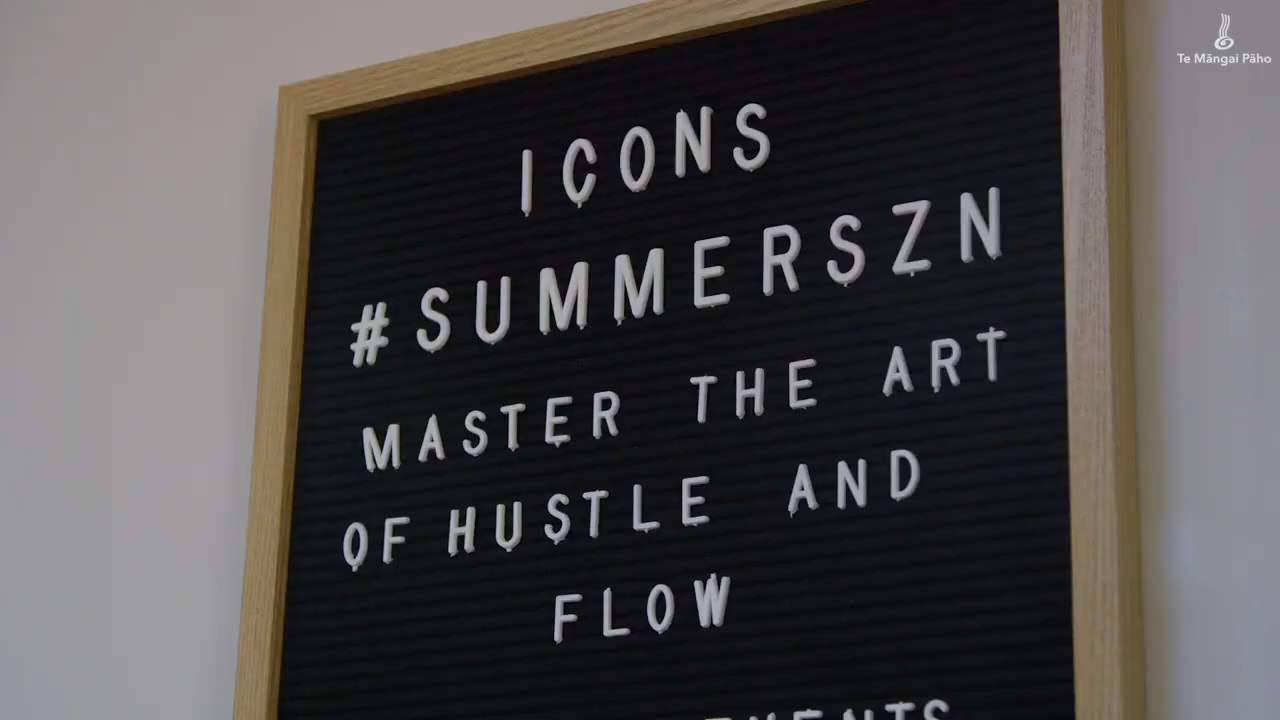 Te Māngai Pāho
ICONS
#SUMMERSZN
MASTER THE ART
OF HUSTLE AND
FLOW